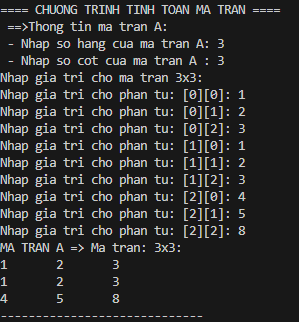 ==== CHUONG TRINH TINH TOAN MA TRAN ====
==>Thong tin ma tran A:
- Nhap so hang cua ma tran A: 3
- Nhap so cot cua ma tran A : 3
Nhap gia tri cho ma tran 3x3:
Nhap gia tri cho phan tu: [0][0]: 1
Nhap gia tri cho phan tu: [0][1]: 2
Nhap gia tri cho phan tu: [0][2]: 3
Nhap gia tri cho phan tu: [1][0]: 1
Nhap gia tri cho phan tu: [1][1]: 2
Nhap gia tri cho phan tu: [1][2]: 3
Nhap gia tri cho phan tu: [2][0]: 4
Nhap gia tri cho phan tu: [2][1]: 5
Nhap gia tri cho phan tu: [2][2]: 8
MA TRAN A => Ma tran: 3x3:
1 2 3
1 2 3
4 5 8
-----------------------------